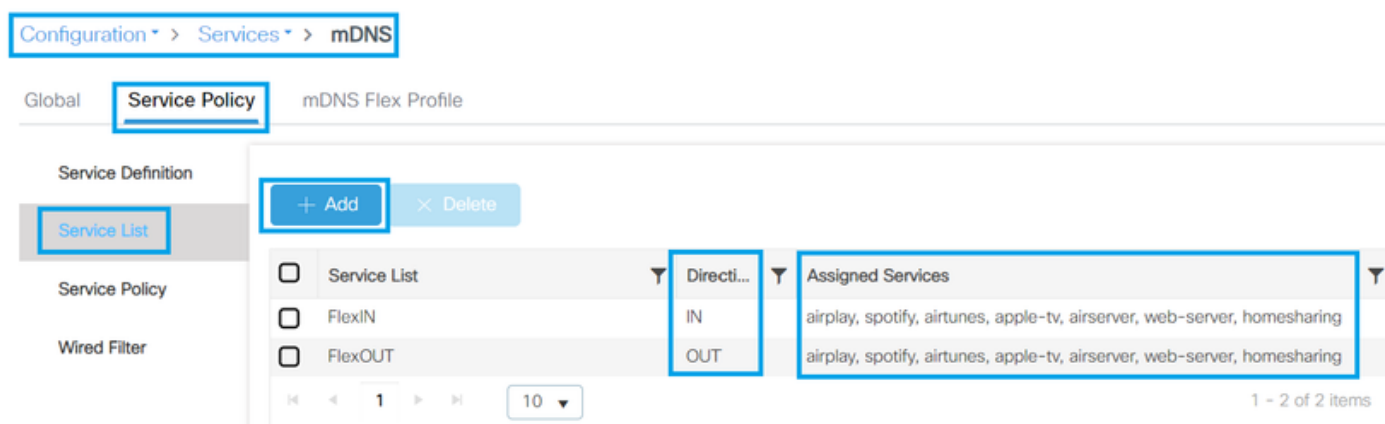 Configuration > Services > mDNS
Global Service Policy mDNS Flex Profile
Service Definition
+ Add × Delete
Service List
Service List Directi... Assigned Services
Service Policy
FlexIN IN airplay, spotify, airtunes, apple-tv, airserver, web-server, homesharing
Wired Filter
FlexOUT OUT airplay, spotify, airtunes, apple-tv, airserver, web-server, homesharing
1 10 1 - 2 of 2 items